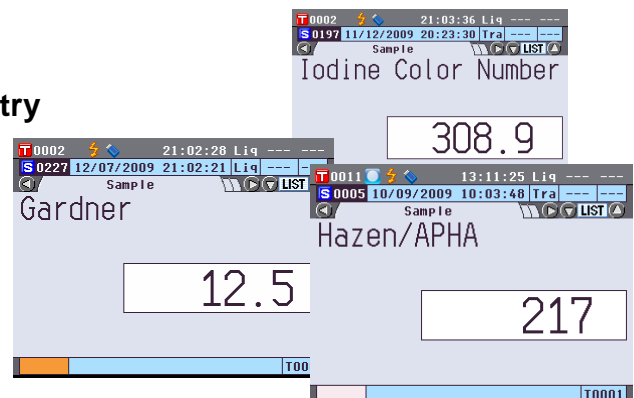 try
T0002 21:03:36 Liq --- ---
S0197 11/12/2009 20:23:30 Tra --- ---
Sample LIST
Iodine Color Number
308.9
T0002 21:02:28 Liq --- ---
S0227 12/07/2009 21:02:21 Liq --- -
Sample LIST
Gardner
12.5
T00
T0011 13:11:25 Liq --- ---
S0005 10/09/2009 10:03:48 Tra --- ---
Sample LIST
Hazen/APHA
217
T0001